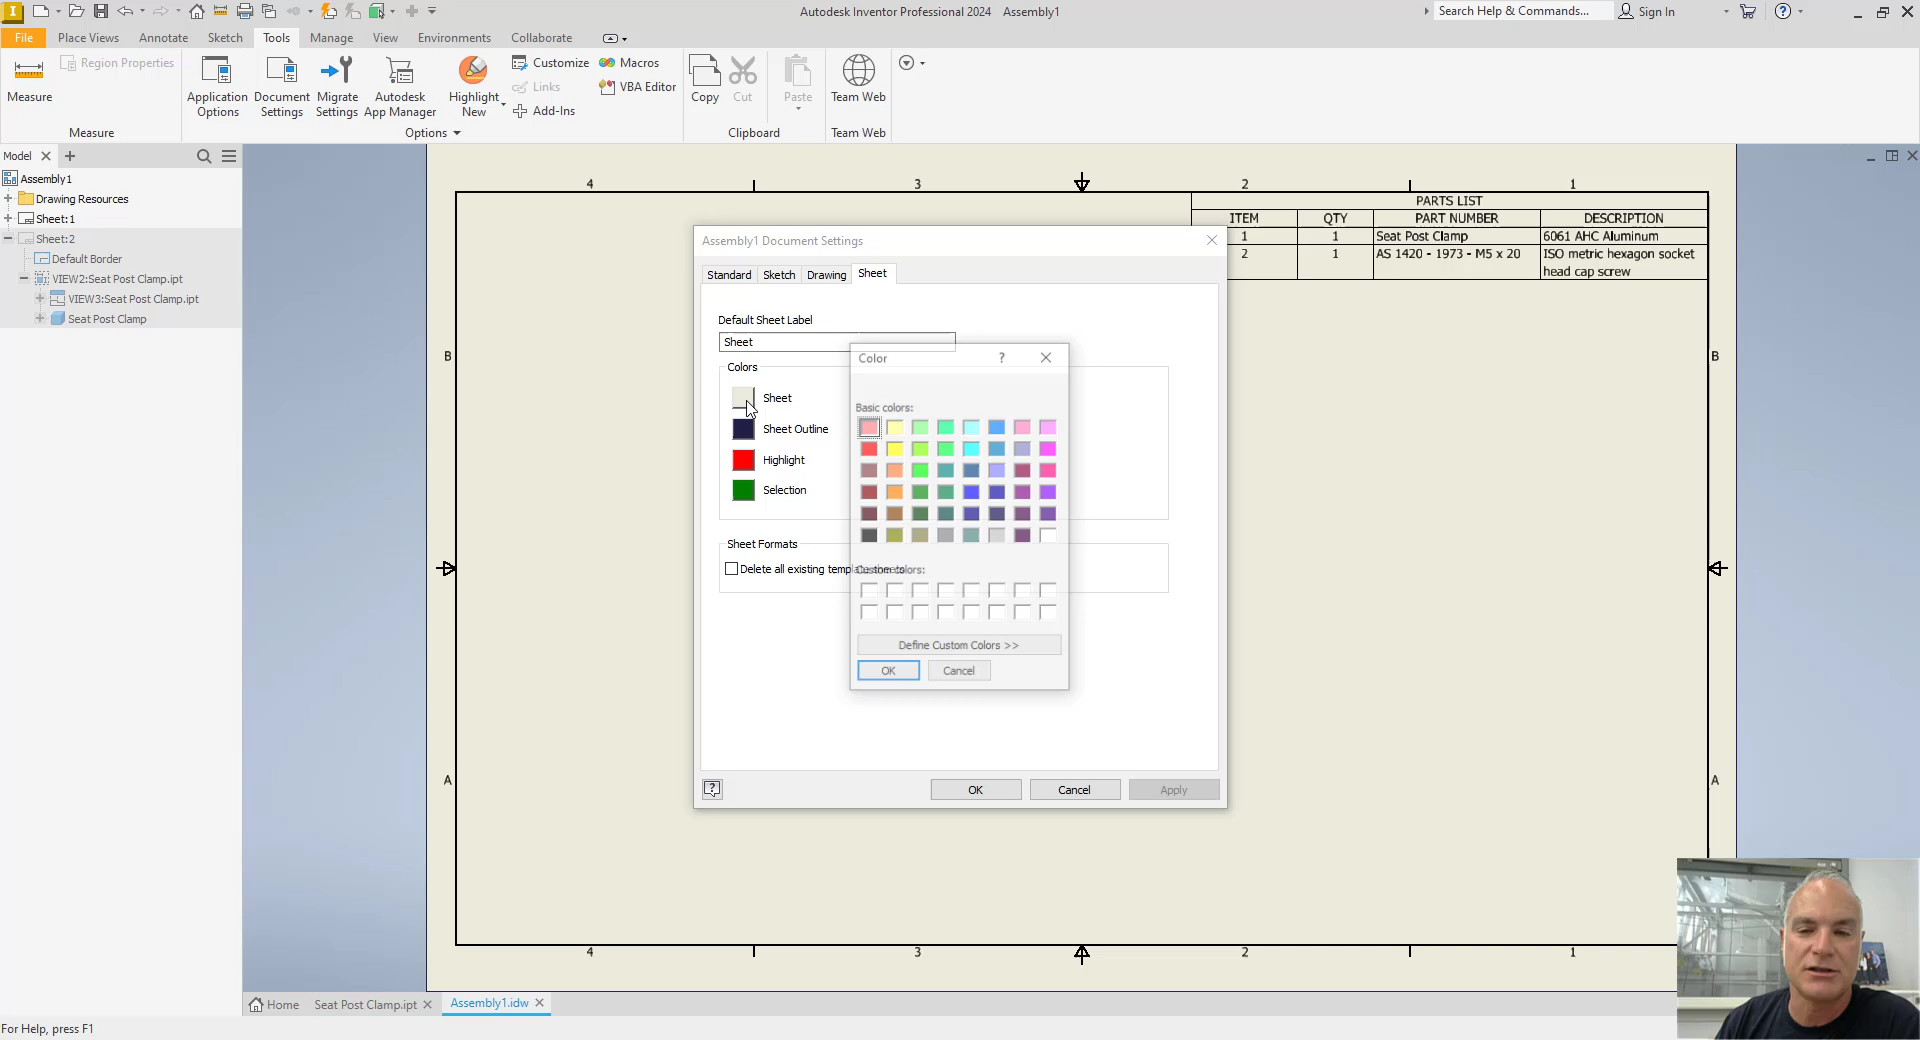 Autodesk Inventor Professional 2024 Assembly1
Search Help & Commands...
Sign In
File
Place Views
Annotate
Sketch
Tools
Manage
View
Environments
Collaborate
Measure
Region Properties
Application Options
Document Settings
Migrate Settings
Autodesk App Manager
Highlight New
Customize
Links
Add-Ins
Macros
VBA Editor
Copy
Cut
Paste
Team Web
Measure
Options
Clipboard
Team Web
Model
Assembly1
Drawing Resources
Sheet:1
Sheet:2
Default Border
VIEW2:Seat Post Clamp.ipt
VIEW3:Seat Post Clamp.ipt
Seat Post Clamp
4 3 2 1
PARTS LIST
ITEM QTY PART NUMBER DESCRIPTION
1 1 Seat Post Clamp 6061 AHC Aluminum
2 1 AS 1420 - 1973 - M5 x 20 ISO metric hexagon socket
head cap screw
B B
A A
4 3 2 1
Assembly1 Document Settings
Standard Sketch Drawing Sheet
Default Sheet Label
Sheet
Colors
Sheet
Sheet Outline
Highlight
Selection
Sheet Formats
Delete all existing temp
Color ?
Basic colors:
Define Custom Colors >>
OK Cancel
OK Cancel Apply
Home
Seat Post Clamp.ipt
Assembly1.idw
For Help, press F1